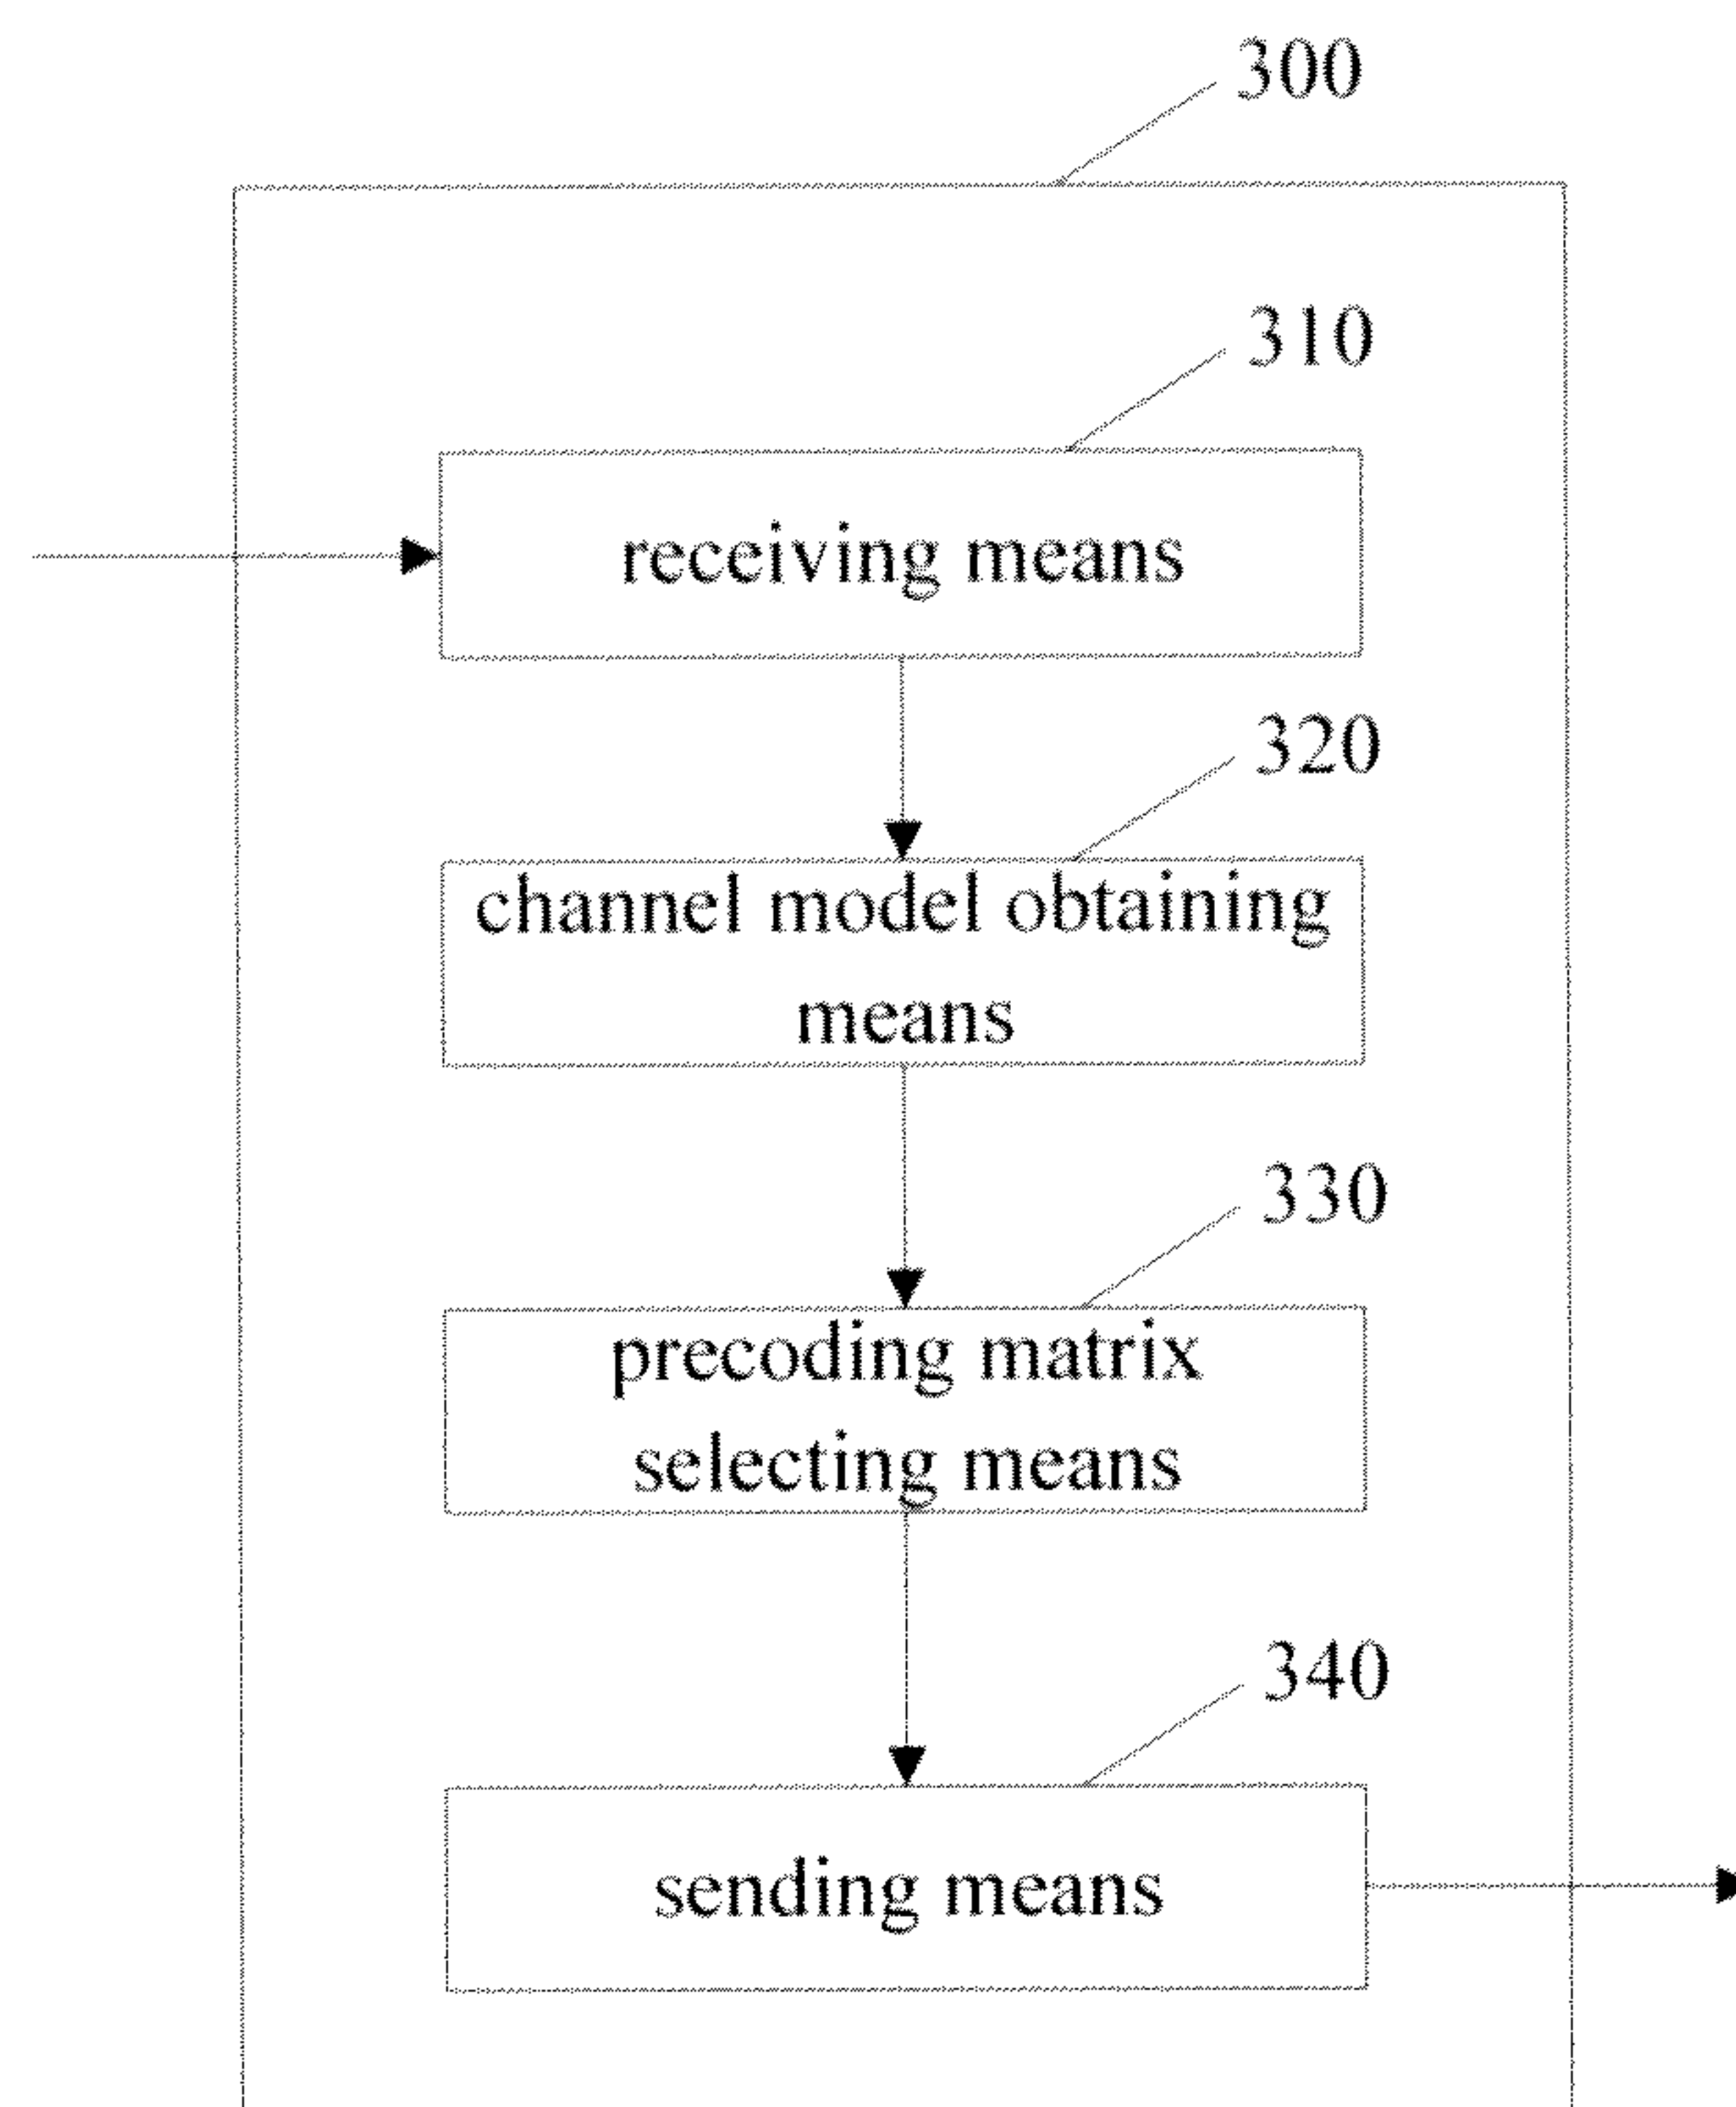 300
310
receiving means
320
channel model obtaining
means
330
precoding matrix
selecting means
340
sending means